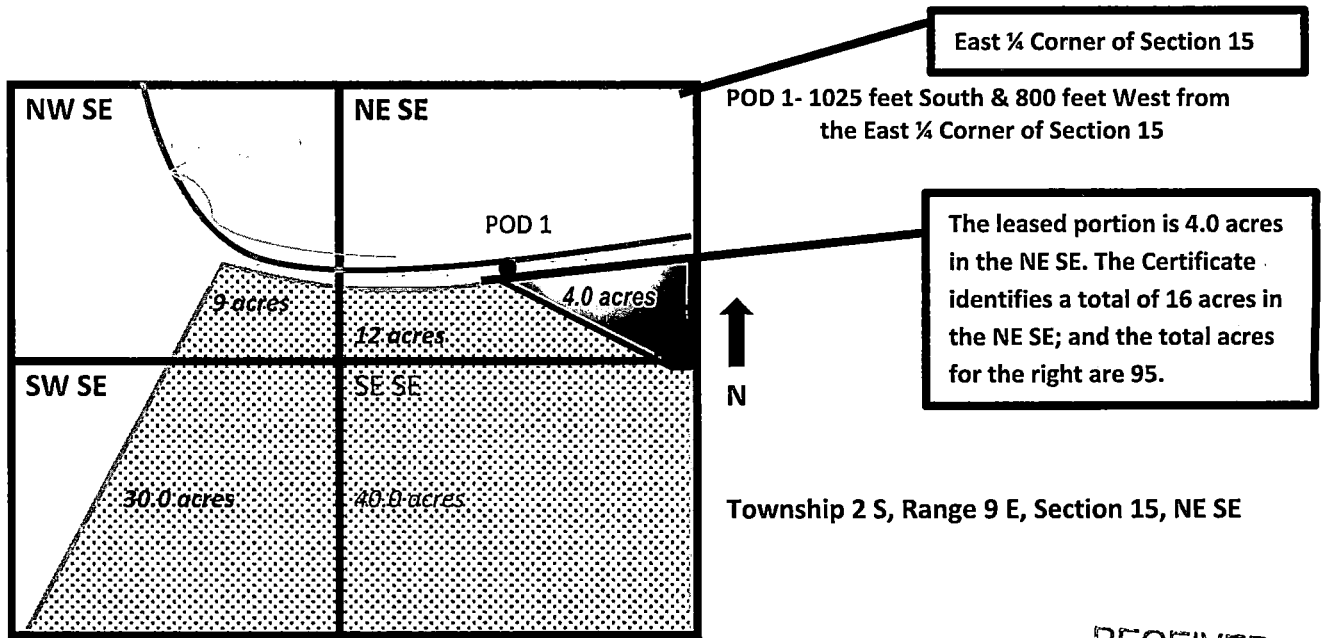 East ¼ Corner of Section 15
NW SE
NE SE
POD 1- 1025 feet South & 800 feet West from
the East ¼ Corner of Section 15
POD 1
The leased portion is 4.0 acres
in the NE SE. The Certificate
identifies a total of 16 acres in
the NE SE; and the total acres
for the right are 95.
9 acres
4.0 acres
12 acres
SW SE
SE SE
N
30.0 acres
40.0 acres
Township 2 S, Range 9 E, Section 15, NE SE